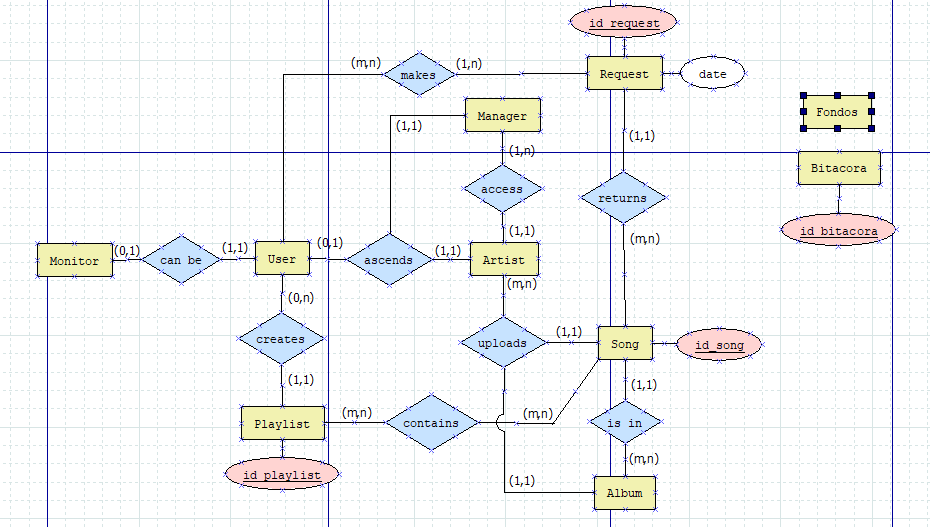 id request
(m,n)
makes
(1,n)
Request
date
Manager
Fondos
(1,1)
(1,1)
(1,n)
Bitacora
access
returns
id bitacora
(1,1)
(m,n)
Monitor
(0,1)
can be
(1,1)
User
(0,1)
ascends
(1,1)
Artist
(m,n)
(0,n)
creates
uploads
(1,1)
Song
id_song
(1,1)
(1,1)
Playlist
(m,n)
contains
(m,n)
is in
(m,n)
id playlist
(1,1)
Album